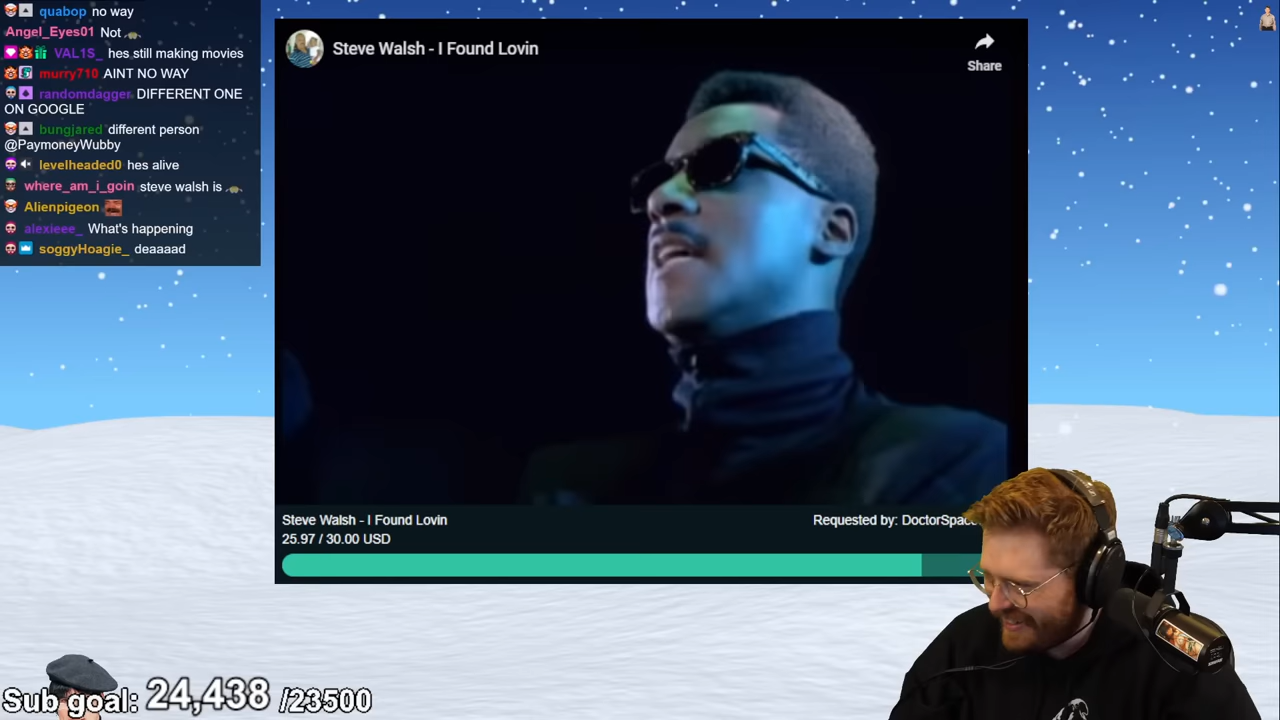 quabop no way
Angel_Eyes01 Not
VAL1S_ hes still making movies
murry710 AINT NO WAY
randomdagger DIFFERENT ONE
ON GOOGLE
bungjared different person
@PaymoneyWubby
levelheaded0 hes alive
where_am_i_goin steve walsh is
Alienpigeon
alexieee_ What's happening
soggyHoagie_ deaaaad
Steve Walsh - I Found Lovin
Share
Steve Walsh - I Found Lovin
Requested by: DoctorSpace
25.97 / 30.00 USD
Sub goal: 24,438 /23500